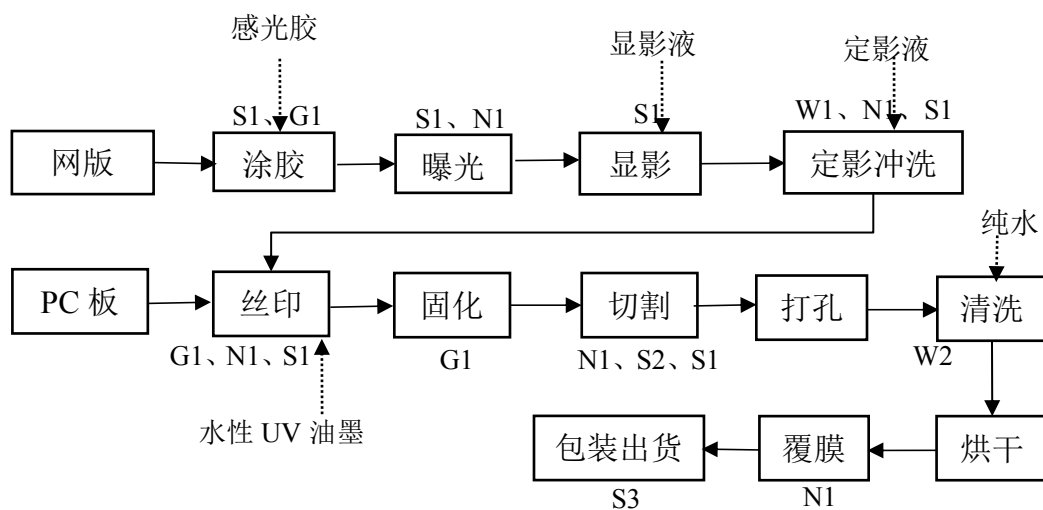 感光胶
显影液
定影液
S1、G1
S1、N1
S1
W1、N1、S1
网版
涂胶
曝光
显影
定影冲洗
纯水
PC 板
丝印
固化
切割
打孔
清洗
G1、N1、S1
G1
N1、S2、S1
W2
水性 UV 油墨
包装出货
覆膜
烘干
S3
N1